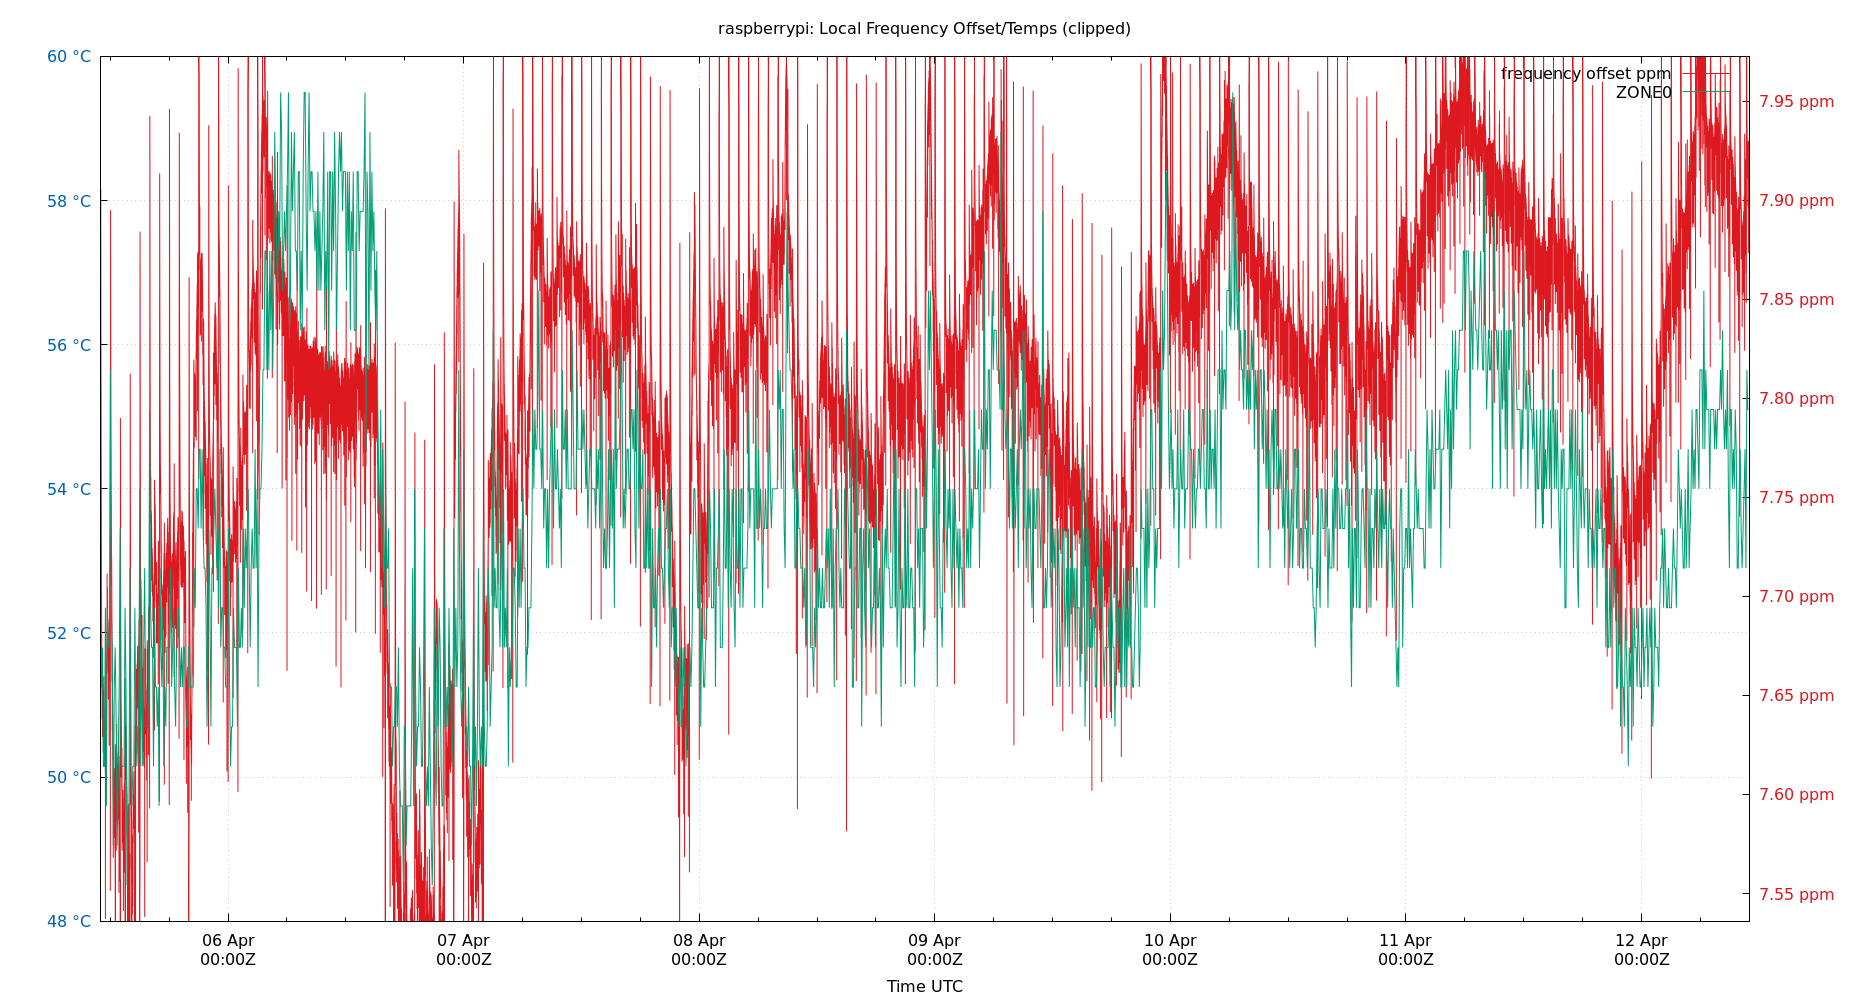 raspberrypi: Local Frequency Offset/Temps (clipped)
60 °C
58 °C
56 °C
54 °C
52 °C
50 °C
48 °C
frequency offset ppm
ZONE0
7.95 ppm
7.90 ppm
7.85 ppm
7.80 ppm
7.75 ppm
7.70 ppm
7.65 ppm
7.60 ppm
7.55 ppm
06 Apr
00:00Z
07 Apr
00:00Z
08 Apr
00:00Z
09 Apr
00:00Z
10 Apr
00:00Z
11 Apr
00:00Z
12 Apr
00:00Z
Time UTC